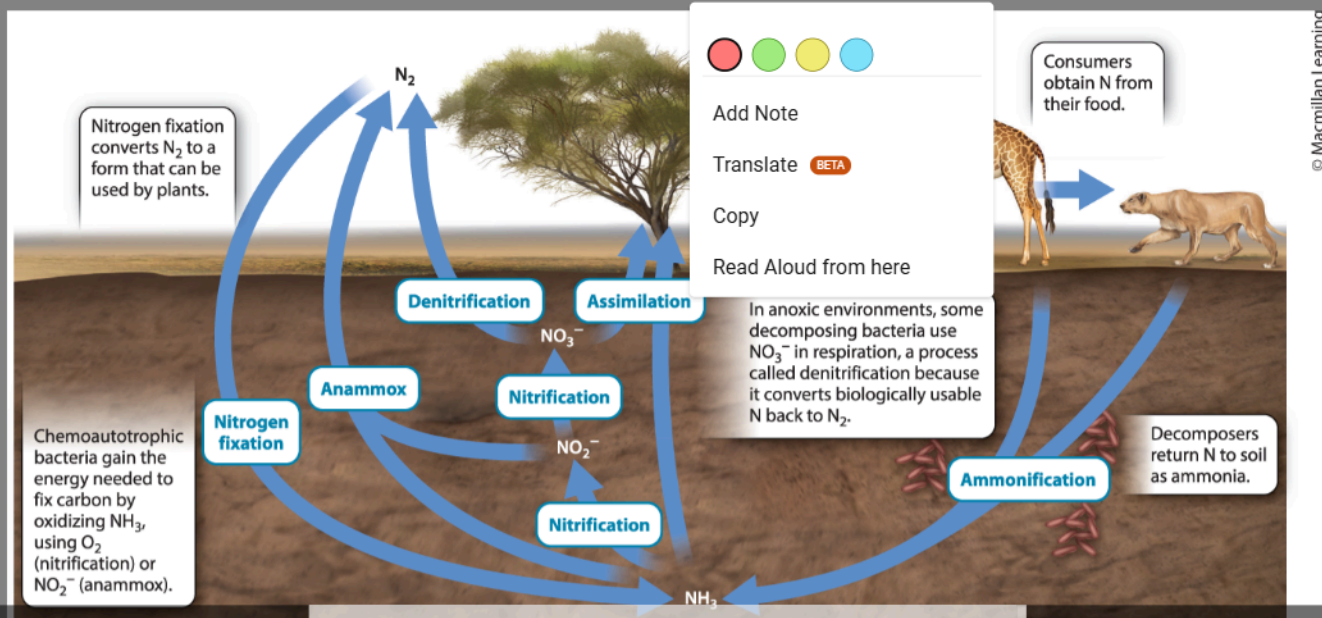 N₂
Nitrogen fixation
converts N₂ to a
form that can be
used by plants.
Add Note
Translate BETA
Copy
Read Aloud from here
Consumers
obtain N from
their food.
© Macmillan Learning
Denitrification
Assimilation
NO₃⁻
In anoxic environments, some
decomposing bacteria use
NO₃⁻ in respiration, a process
called denitrification because
it converts biologically usable
N back to N₂.
Anammox
Nitrification
Nitrogen
fixation
NO₂⁻
Chemoautotrophic
bacteria gain the
energy needed to
fix carbon by
oxidizing NH₃,
using O₂
(nitrification) or
NO₂⁻ (anammox).
Nitrification
Ammonification
Decomposers
return N to soil
as ammonia.
NH₃